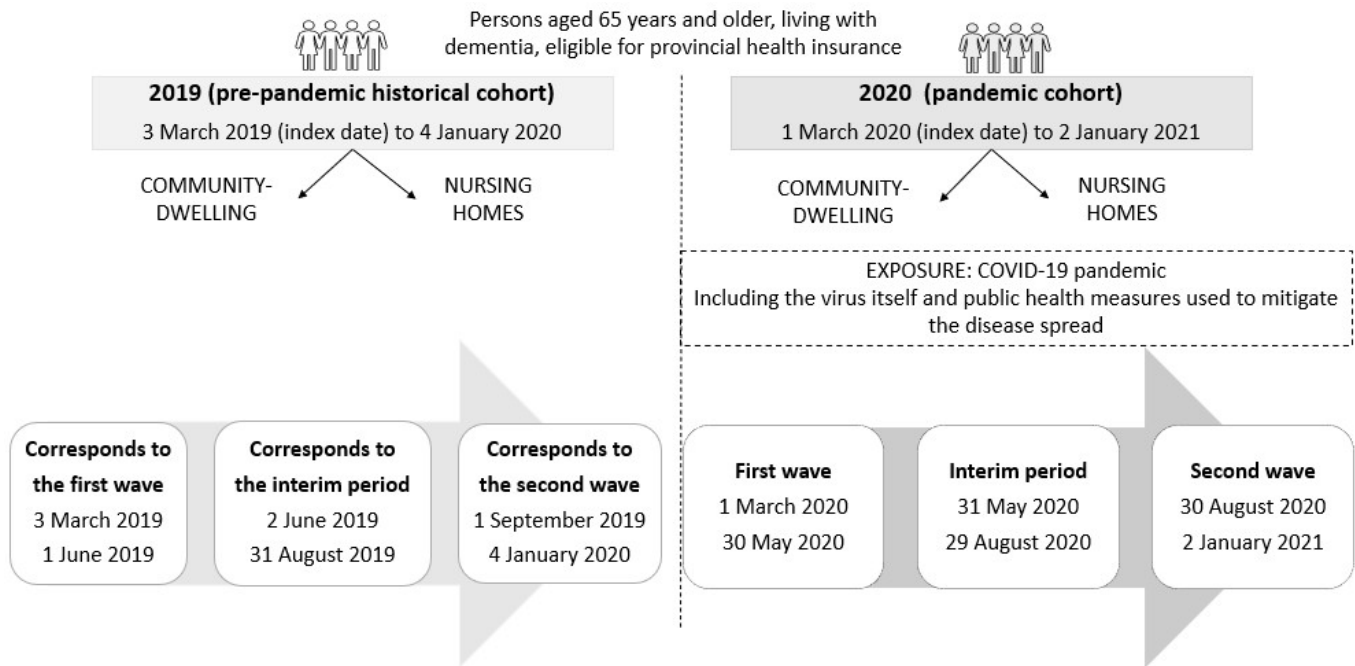 Persons aged 65 years and older, living with
dementia, eligible for provincial health insurance
2019 (pre-pandemic historical cohort)
3 March 2019 (index date) to 4 January 2020
COMMUNITY-
DWELLING
NURSING
HOMES
2020 (pandemic cohort)
1 March 2020 (index date) to 2 January 2021
COMMUNITY-
DWELLING
NURSING
HOMES
EXPOSURE: COVID-19 pandemic
Including the virus itself and public health measures used to mitigate
the disease spread
Corresponds to
the first wave
3 March 2019
1 June 2019
Corresponds to
the interim period
2 June 2019
31 August 2019
Corresponds to
the second wave
1 September 2019
4 January 2020
First wave
1 March 2020
30 May 2020
Interim period
31 May 2020
29 August 2020
Second wave
30 August 2020
2 January 2021